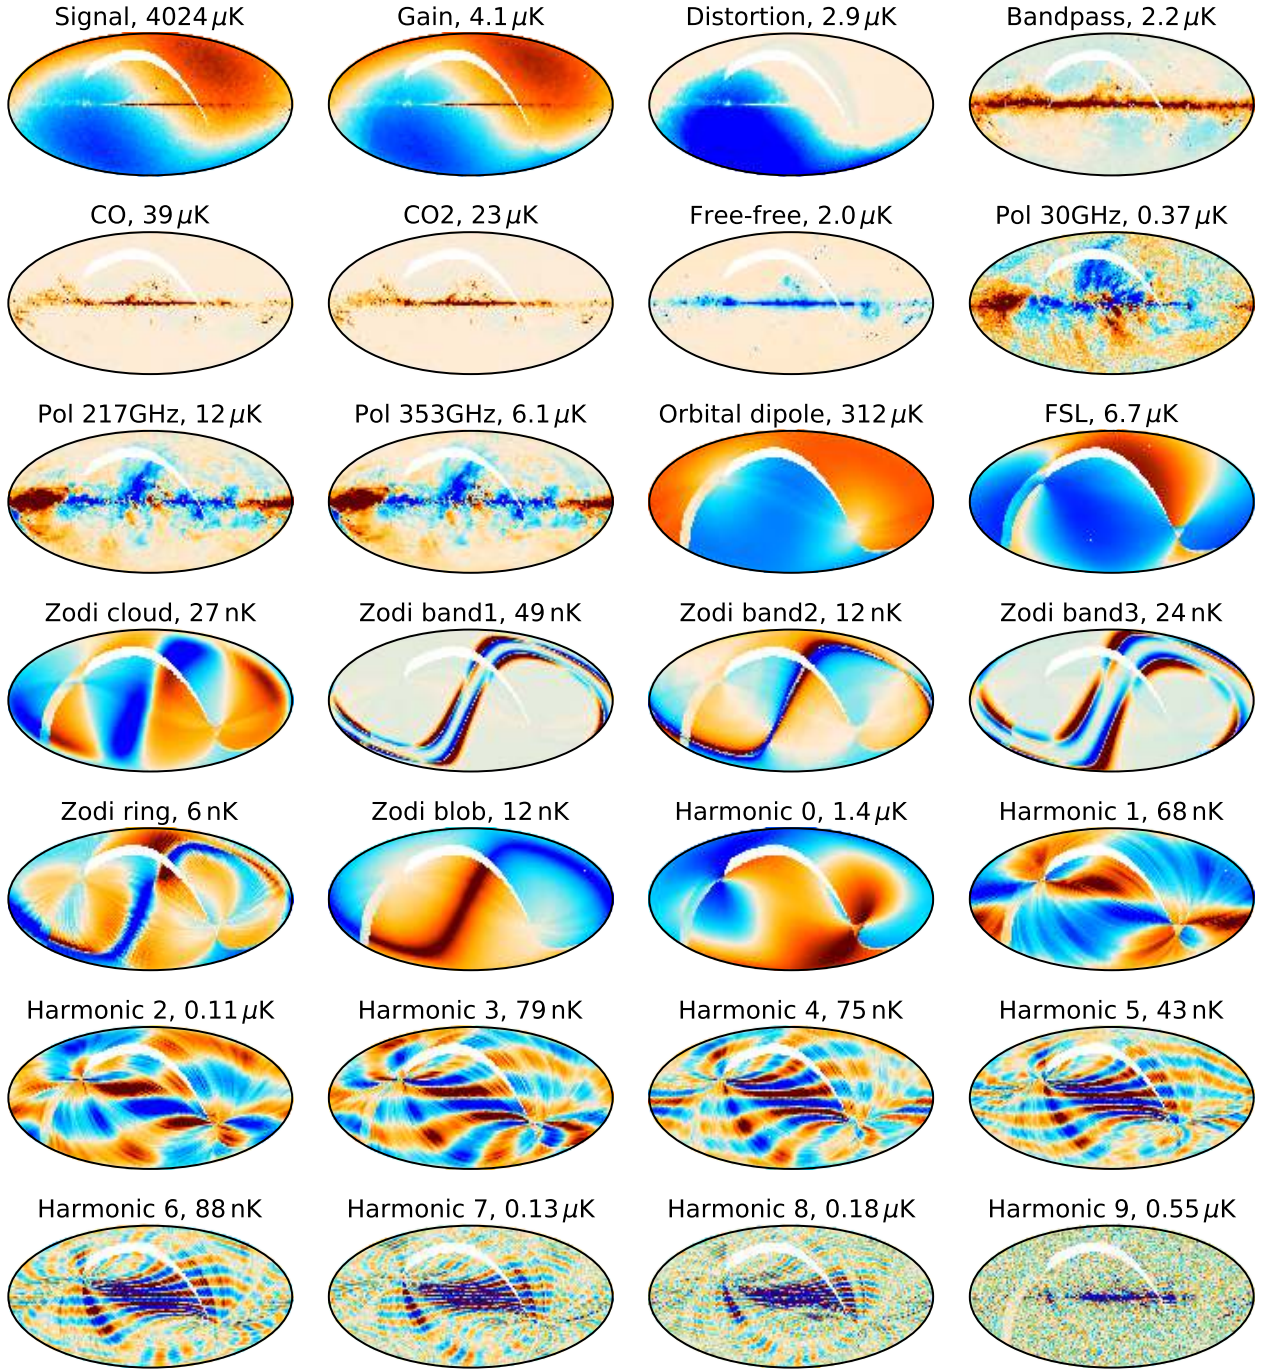 Signal, 4024 μK
Gain, 4.1 μK
Distortion, 2.9 μK
Bandpass, 2.2 μK
CO, 39 μK
CO2, 23 μK
Free-free, 2.0 μK
Pol 30GHz, 0.37 μK
Pol 217GHz, 12 μK
Pol 353GHz, 6.1 μK
Orbital dipole, 312 μK
FSL, 6.7 μK
Zodi cloud, 27 nK
Zodi band1, 49 nK
Zodi band2, 12 nK
Zodi band3, 24 nK
Zodi ring, 6 nK
Zodi blob, 12 nK
Harmonic 0, 1.4 μK
Harmonic 1, 68 nK
Harmonic 2, 0.11 μK
Harmonic 3, 79 nK
Harmonic 4, 75 nK
Harmonic 5, 43 nK
Harmonic 6, 88 nK
Harmonic 7, 0.13 μK
Harmonic 8, 0.18 μK
Harmonic 9, 0.55 μK